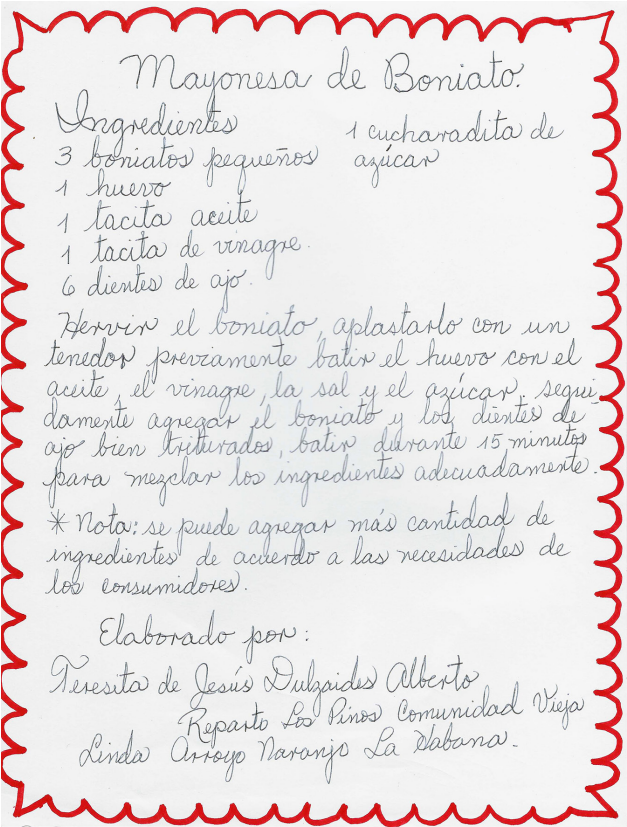 Mayonesa de Boniato.
Ingredientes
3 boniatos pequeños
1 huevo
1 tacita aceite
1 tacita de vinagre.
6 dientes de ajo.
1 cucharadita de
azúcar
Hervir el boniato, aplastarlo con un
tenedor previamente batir el huevo con el
aceite, el vinagre, la sal y el azúcar, segui
damente agregar el boniato y los dientes de
ajo bien triturados, batir durante 15 minutos
para mezclar los ingredientes adecuadamente.
* Nota: se puede agregar más cantidad de
ingredientes de acuerdo a las necesidades de
los consumidores.
Elaborado por:
Teresita de Jesús Dulzaides Alberto
Reparto Los Pinos Comunidad Vieja
Linda Arroyo Naranjo La Habana.